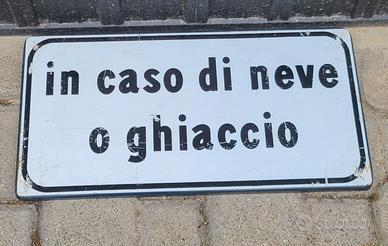 in caso di neve
o ghiaccio